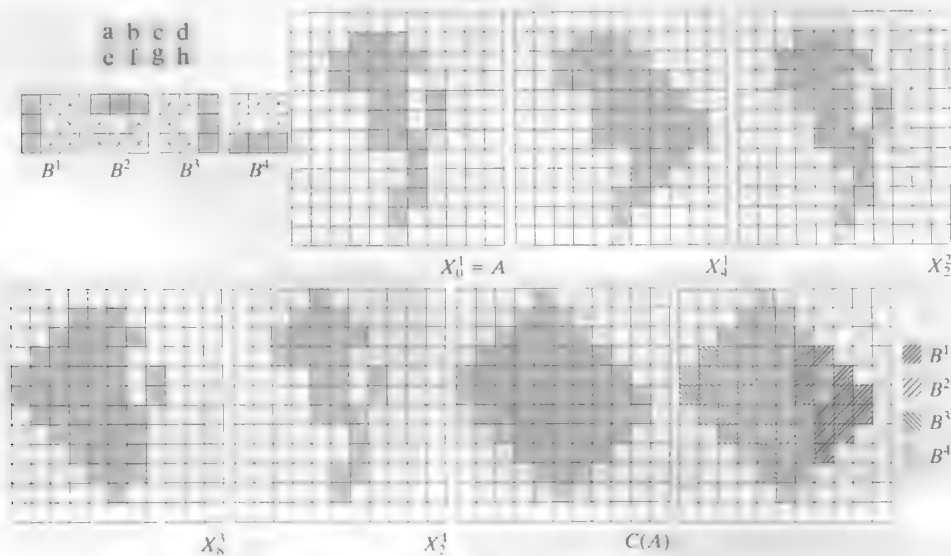 a b c d
e f g h
B¹ B² B³ B⁴
X₀¹ = A
X₄¹
X₂²
X₈³
X₂⁴
C(A)
B¹
B²
B³
B⁴